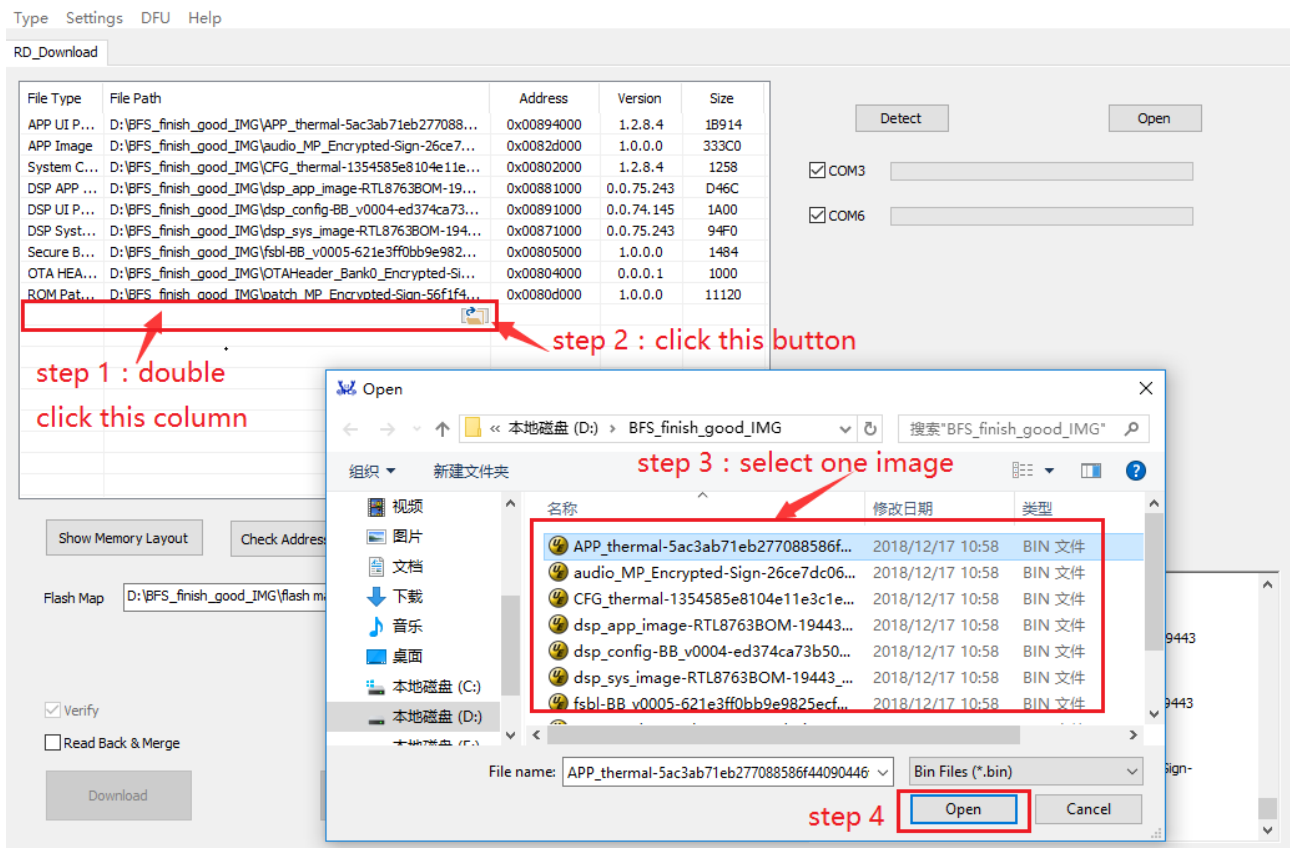 Type Settings DFU Help
RD_Download
File Type File Path Address Version Size
APP UI P... D:\BFS_finish_good_IMG\APP_thermal-5ac3ab71eb277088... 0x00894000 1.2.8.4 1B914
APP Image D:\BFS_finish_good_IMG\audio_MP_Encrypted-Sign-26ce7... 0x0082d000 1.0.0.0 333C0
System C... D:\BFS_finish_good_IMG\CFG_thermal-1354585e8104e11e... 0x00802000 1.2.8.4 1258
DSP APP ... D:\BFS_finish_good_IMG\dsp_app_image-RTL8763BOM-19... 0x00881000 0.0.75.243 D46C
DSP UI P... D:\BFS_finish_good_IMG\dsp_config-BB_v0004-ed374ca73... 0x00891000 0.0.74.145 1A00
DSP Syst... D:\BFS_finish_good_IMG\dsp_sys_image-RTL8763BOM-194... 0x00871000 0.0.75.243 94F0
Secure B... D:\BFS_finish_good_IMG\fsbl-BB_v0005-621e3ff0bb9e982... 0x00805000 1.0.0.0 1484
OTA HEA... D:\BFS_finish_good_IMG\OTAHeader_Bank0_Encrypted-Si... 0x00804000 0.0.0.1 1000
ROM Pat... D:\BFS_finish_good_IMG\patch_MP_Encrypted-Sign-56f1f4... 0x0080d000 1.0.0.0 11120
Detect Open
COM3
COM6
step 1：double
click this column
step 2：click this button
Open
« 本地磁盘 (D:) › BFS_finish_good_IMG
搜索"BFS_finish_good_IMG"
组织 新建文件夹
step 3：select one image
视频
图片
文档
下载
音乐
桌面
本地磁盘 (C:)
本地磁盘 (D:)
名称 修改日期 类型
APP_thermal-5ac3ab71eb277088586f... 2018/12/17 10:58 BIN 文件
audio_MP_Encrypted-Sign-26ce7dc06... 2018/12/17 10:58 BIN 文件
CFG_thermal-1354585e8104e11e3c1e... 2018/12/17 10:58 BIN 文件
dsp_app_image-RTL8763BOM-19443... 2018/12/17 10:58 BIN 文件
dsp_config-BB_v0004-ed374ca73b50... 2018/12/17 10:58 BIN 文件
dsp_sys_image-RTL8763BOM-19443_... 2018/12/17 10:58 BIN 文件
fsbl-BB_v0005-621e3ff0bb9e9825ecf... 2018/12/17 10:58 BIN 文件
File name: APP_thermal-5ac3ab71eb277088586f44090446 Bin Files (*.bin)
step 4 Open Cancel
Show Memory Layout Check Address
Flash Map D:\BFS_finish_good_IMG\flash
Verify
Read Back & Merge
Download
9443
9443
Sign-